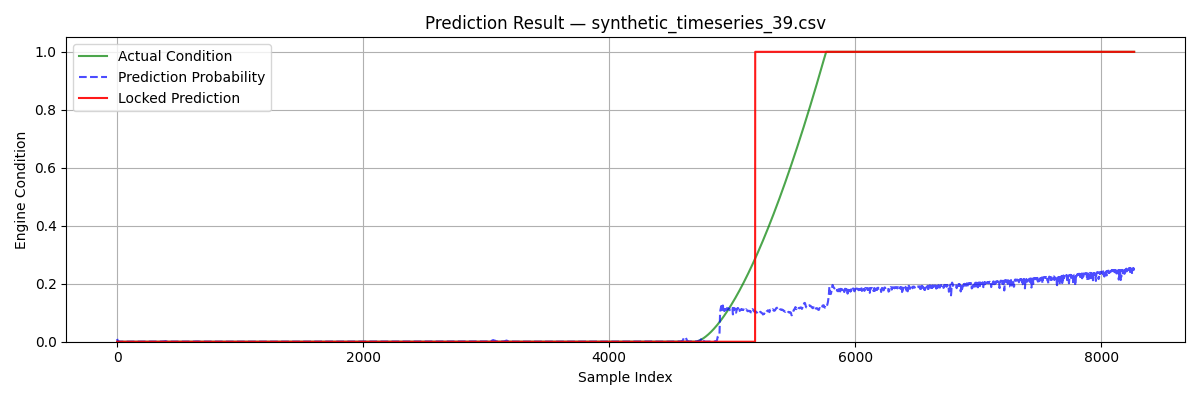 Prediction Result — synthetic_timeseries_39.csv
Actual Condition
Prediction Probability
Locked Prediction
Engine Condition
1.0
0.8
0.6
0.4
0.2
0.0
0 2000 4000 6000 8000
Sample Index